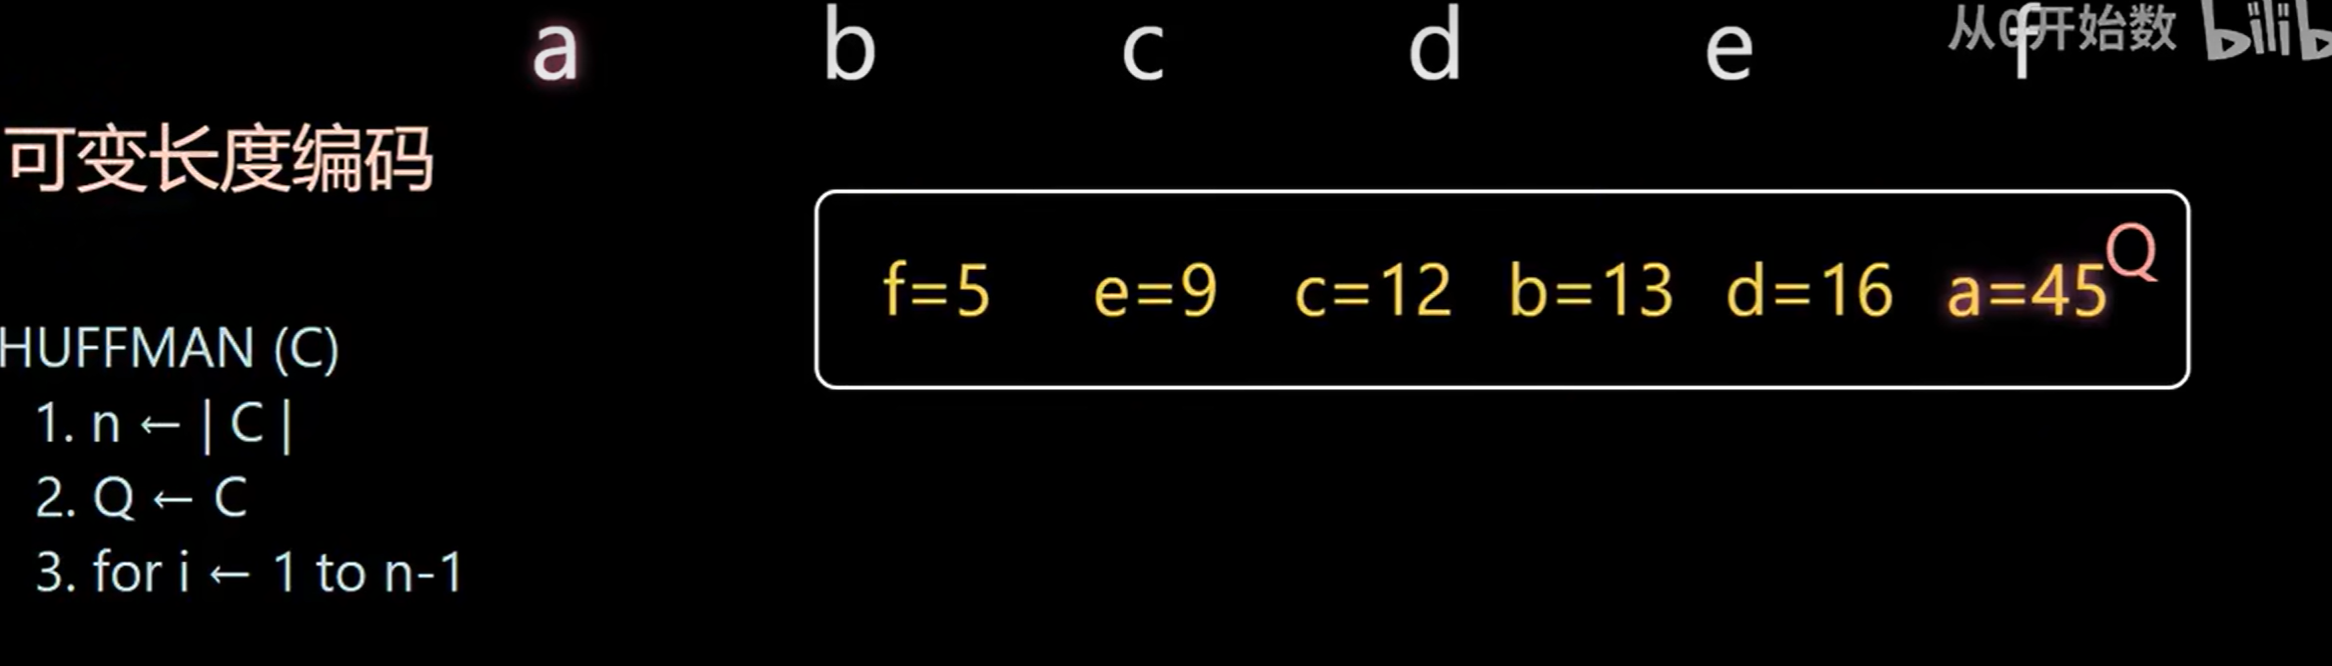 a b c d e f
从0开始数 bilib
可变长度编码
f=5 e=9 c=12 b=13 d=16 a=45 Q
HUFFMAN (C)
1. n ← | C |
2. Q ← C
3. for i ← 1 to n-1